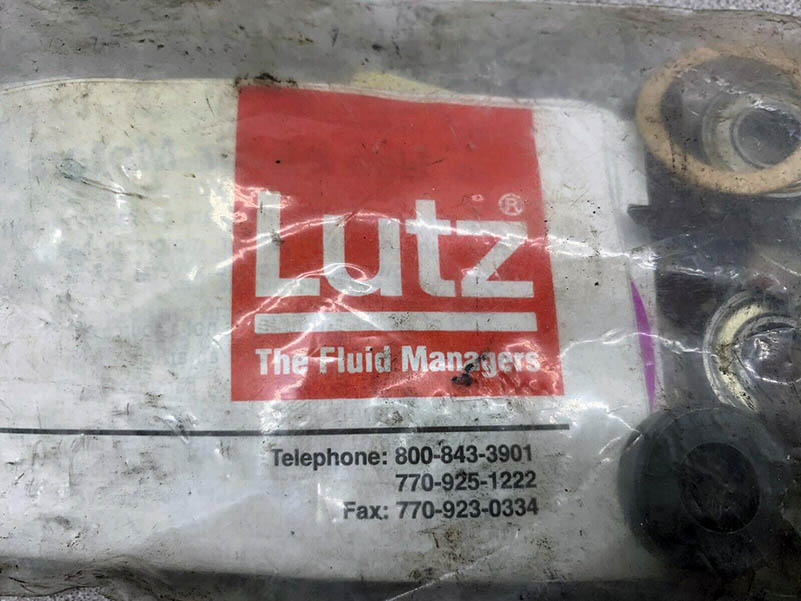 Lutz®
The Fluid Managers
Telephone: 800-843-3901
770-925-1222
Fax: 770-923-0334